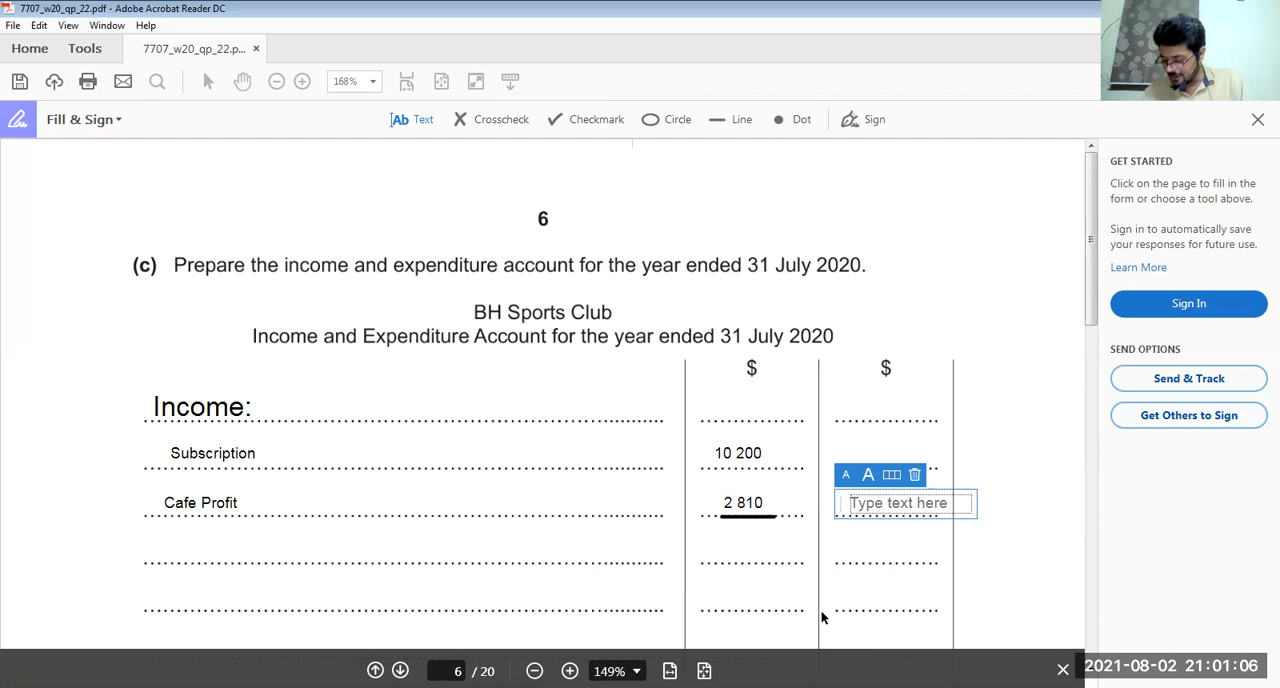 7707_w20_qp_22.pdf - Adobe Acrobat Reader DC
File Edit View Window Help
Home Tools 7707_w20_qp_22.p... ×
168%
Fill & Sign
Ab Text Crosscheck Checkmark Circle Line Dot Sign
6
(c) Prepare the income and expenditure account for the year ended 31 July 2020.
BH Sports Club
Income and Expenditure Account for the year ended 31 July 2020
$ $
Income:
Subscription 10 200
A A
Cafe Profit 2 810 Type text here
GET STARTED
Click on the page to fill in the
form or choose a tool above.
Sign in to automatically save
your responses for future use.
Learn More
Sign In
SEND OPTIONS
Send & Track
Get Others to Sign
6 / 20 149%
2021-08-02 21:01:06